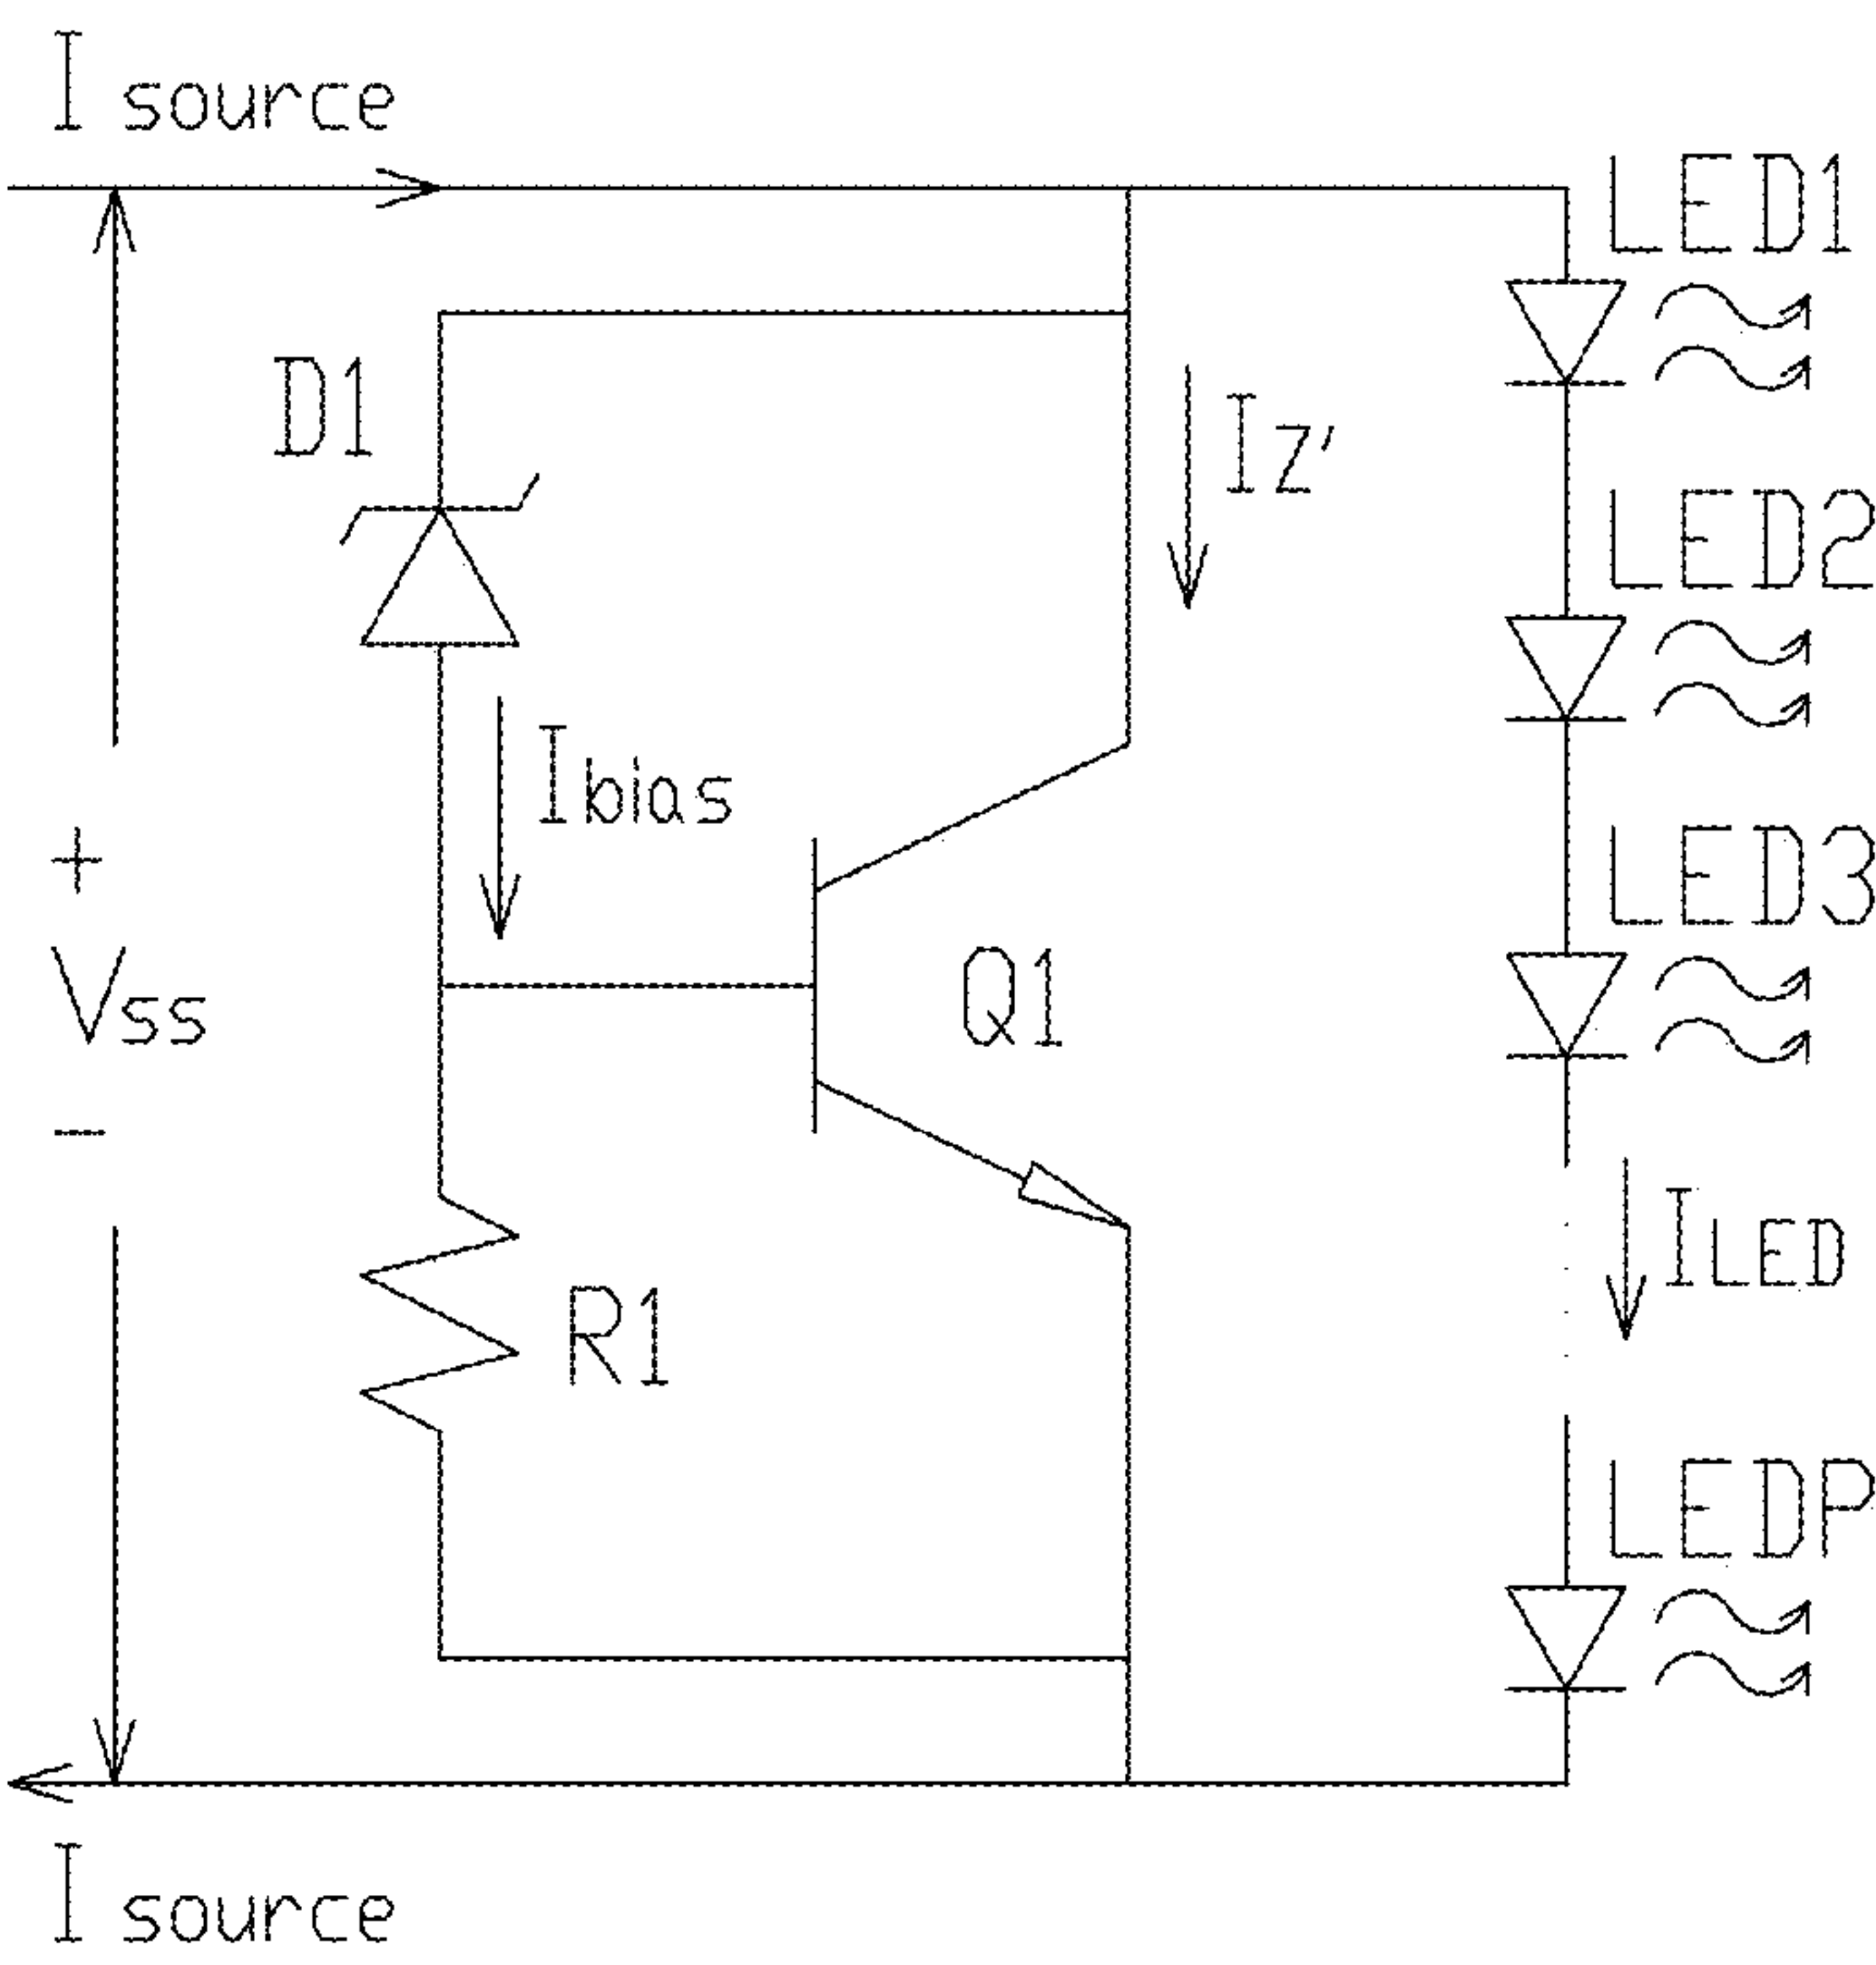 I source
LED1
D1
IZ'
LED2
Ibias
+
Vss
-
LED3
Q1
ILED
R1
LEDP
I source